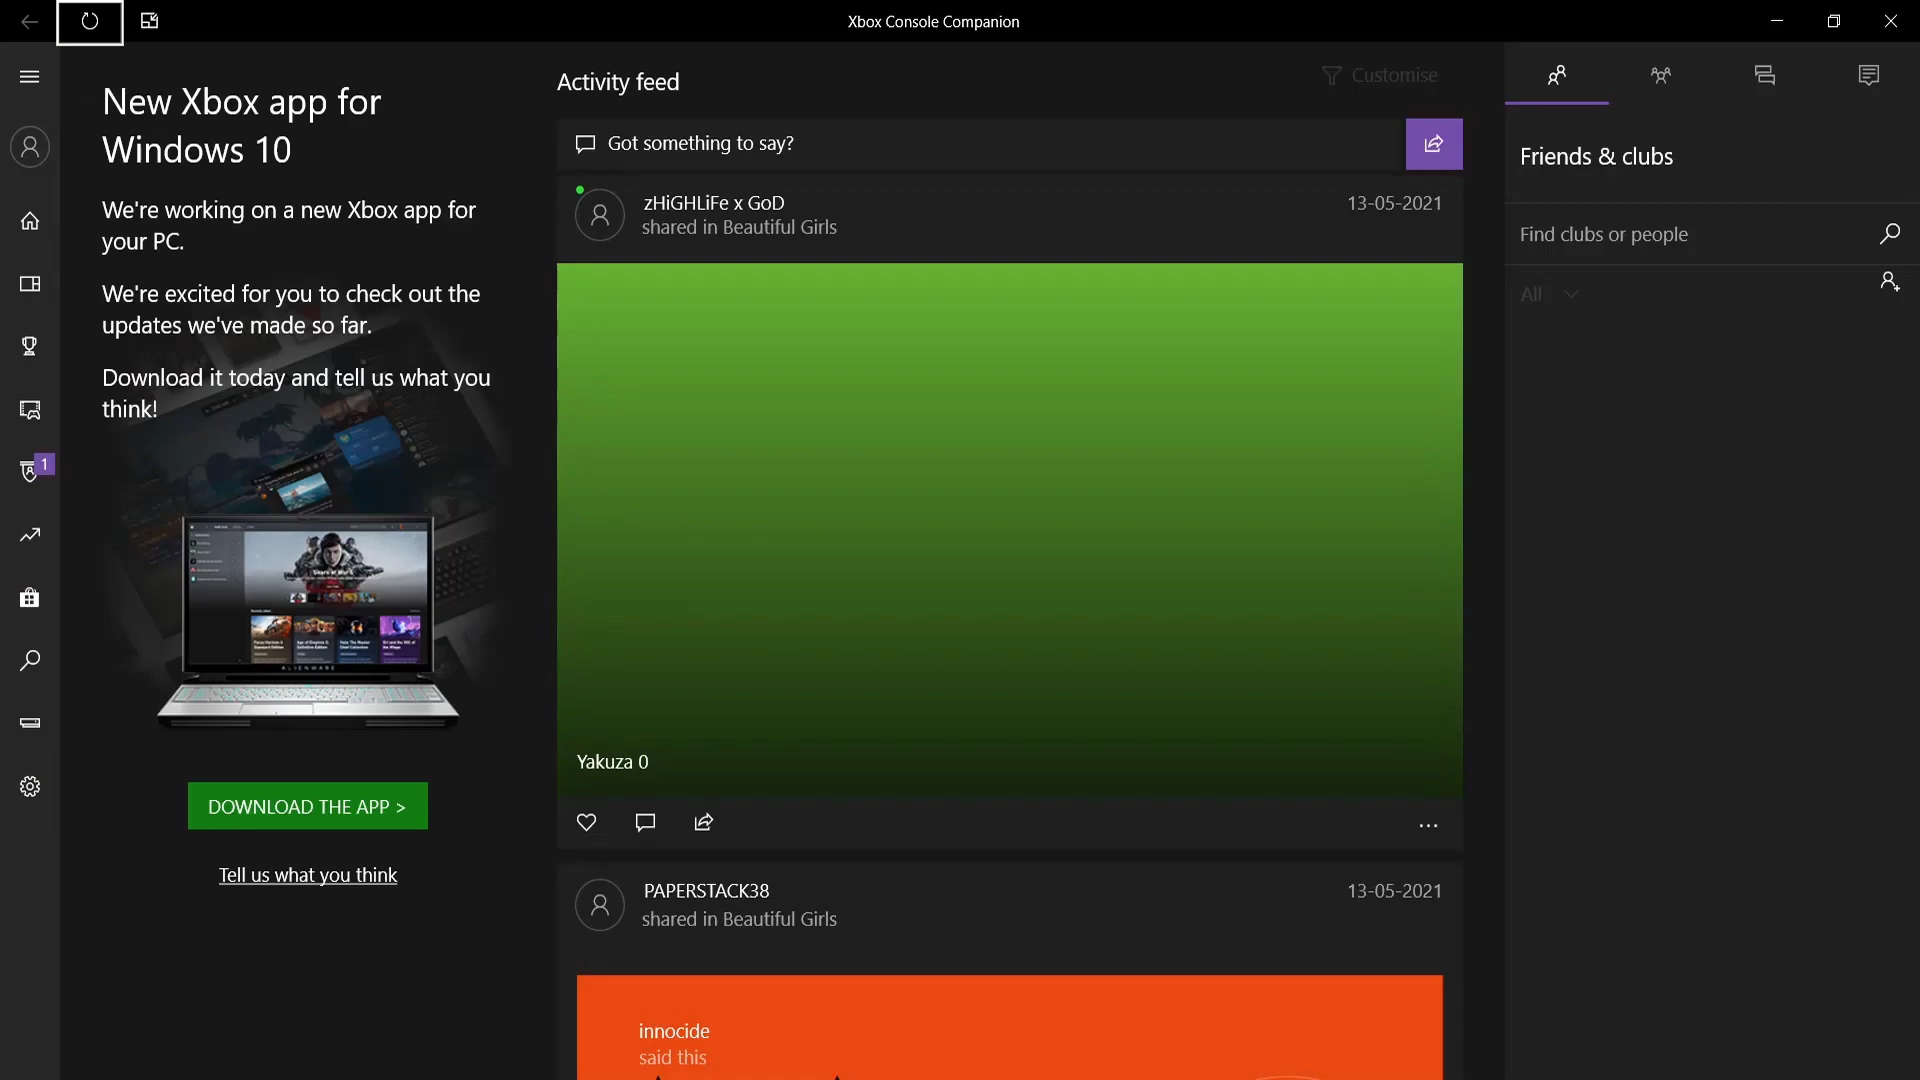 Xbox Console Companion
New Xbox app for
Windows 10
We're working on a new Xbox app for
your PC.
We're excited for you to check out the
updates we've made so far.
Download it today and tell us what you
think!
ALIENWARE
DOWNLOAD THE APP >
Tell us what you think
1
Activity feed
Customise
Got something to say?
zHiGHLiFe x GoD
13-05-2021
shared in Beautiful Girls
Yakuza 0
PAPERSTACK38
13-05-2021
shared in Beautiful Girls
innocide
said this
Friends & clubs
Find clubs or people
All